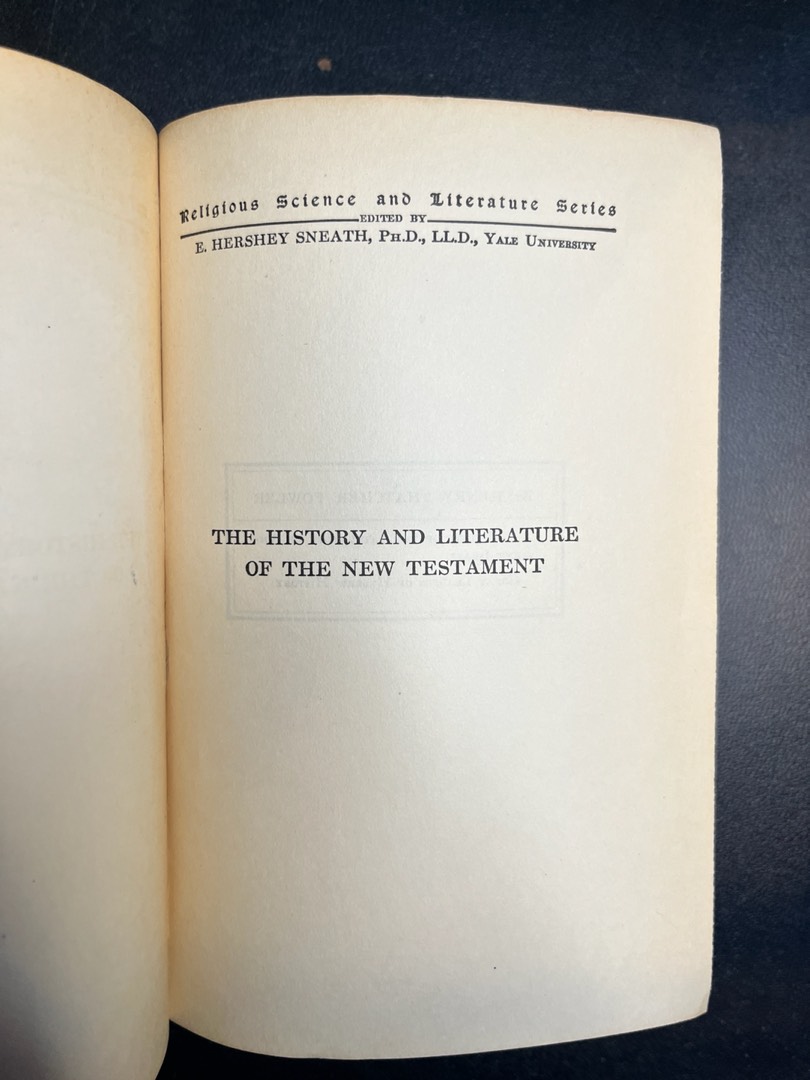 Religious Science and Literature Series
EDITED BY
E. HERSHEY SNEATH, PH.D., LL.D., YALE UNIVERSITY
THE HISTORY AND LITERATURE
OF THE NEW TESTAMENT